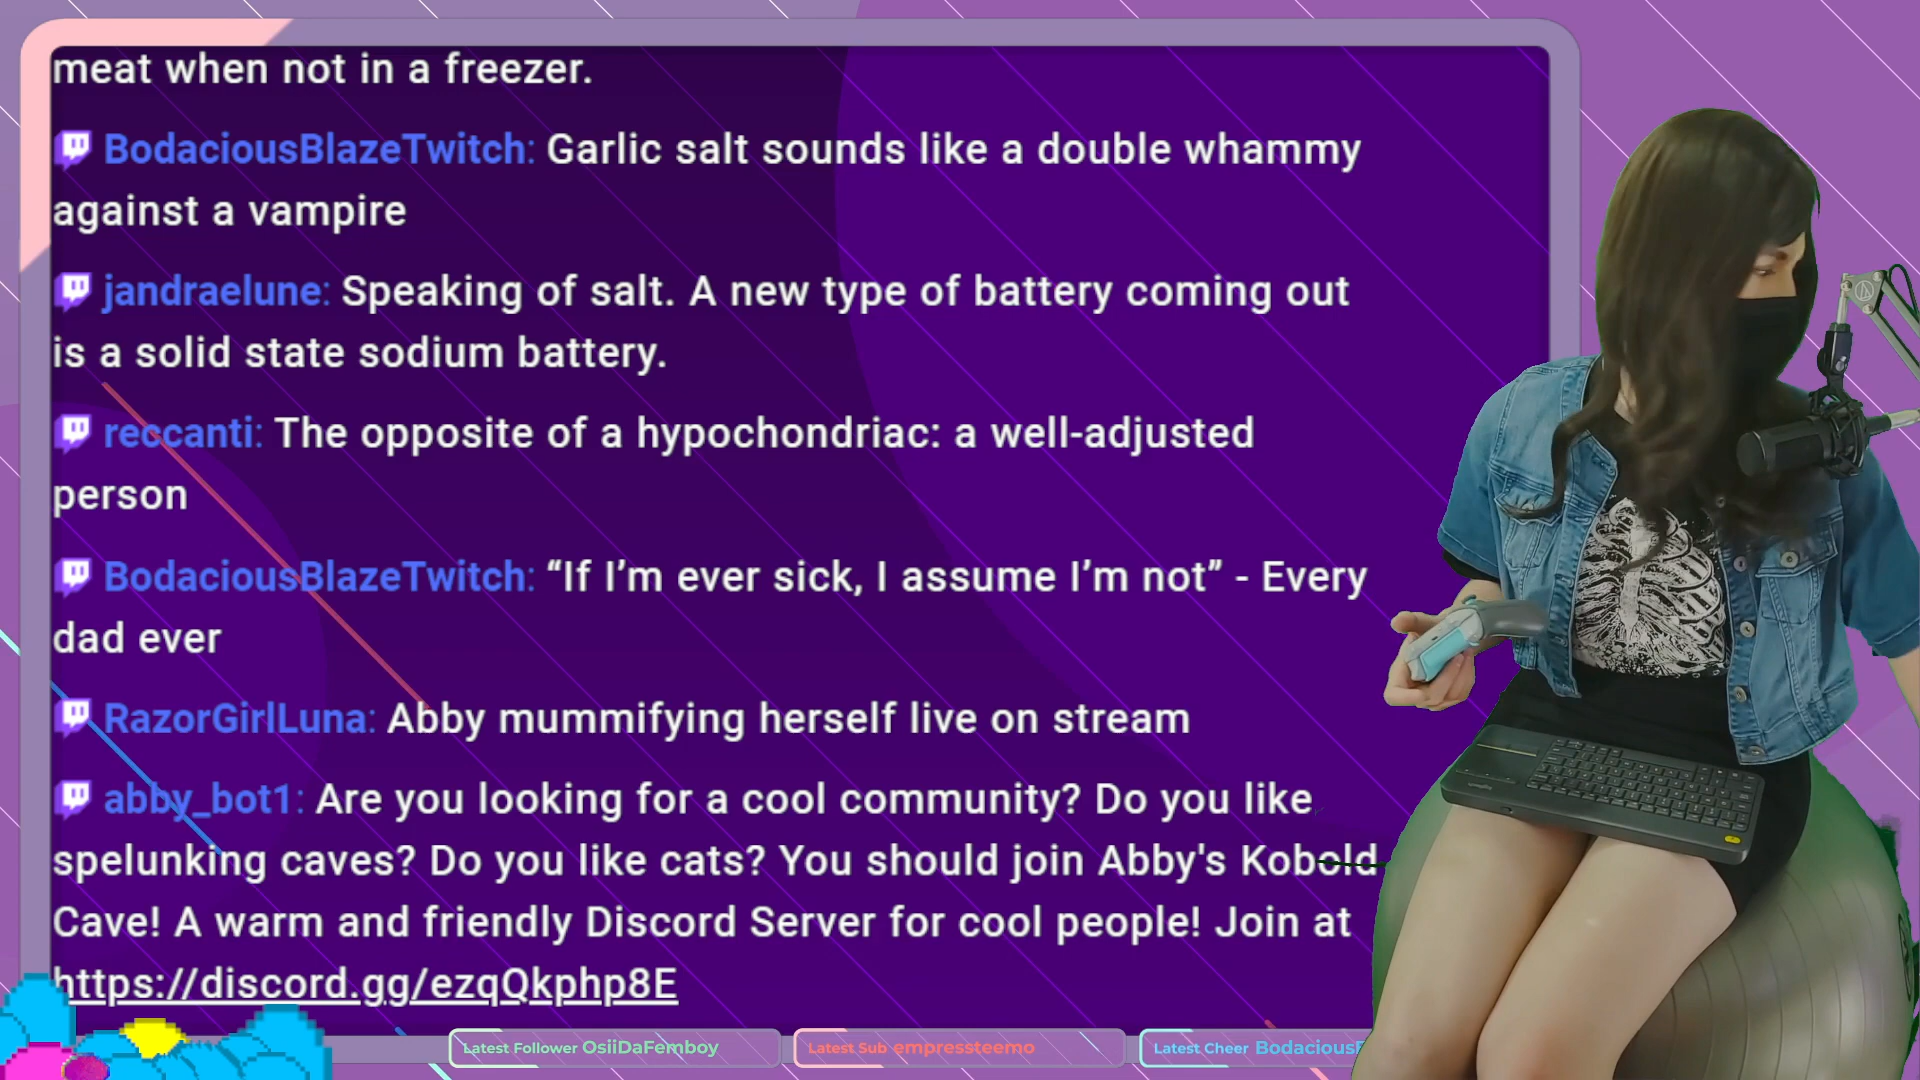 meat when not in a freezer.
BodaciousBlazeTwitch: Garlic salt sounds like a double whammy
against a vampire
jandraelune: Speaking of salt. A new type of battery coming out
is a solid state sodium battery.
reccanti: The opposite of a hypochondriac: a well-adjusted
person
BodaciousBlazeTwitch: “If I’m ever sick, I assume I’m not” - Every
dad ever
RazorGirlLuna: Abby mummifying herself live on stream
abby_bot1: Are you looking for a cool community? Do you like
spelunking caves? Do you like cats? You should join Abby's Kobold
Cave! A warm and friendly Discord Server for cool people! Join at
https://discord.gg/ezqQkphp8E
Latest Follower OsiiDaFemboy
Latest Sub empressteemo
Latest Cheer